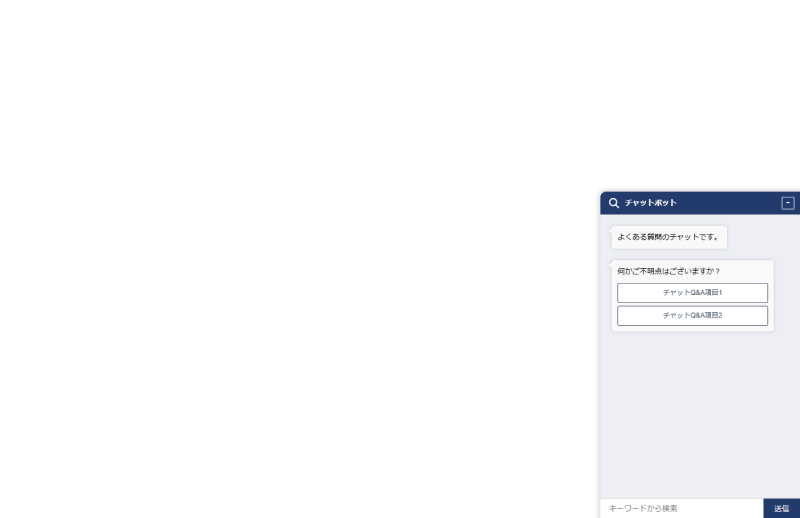 チャットボット
-
よくある質問のチャットです。
何かご不明点はございますか？
チャットQ&A項目1
チャットQ&A項目2
キーワードから検索
送信